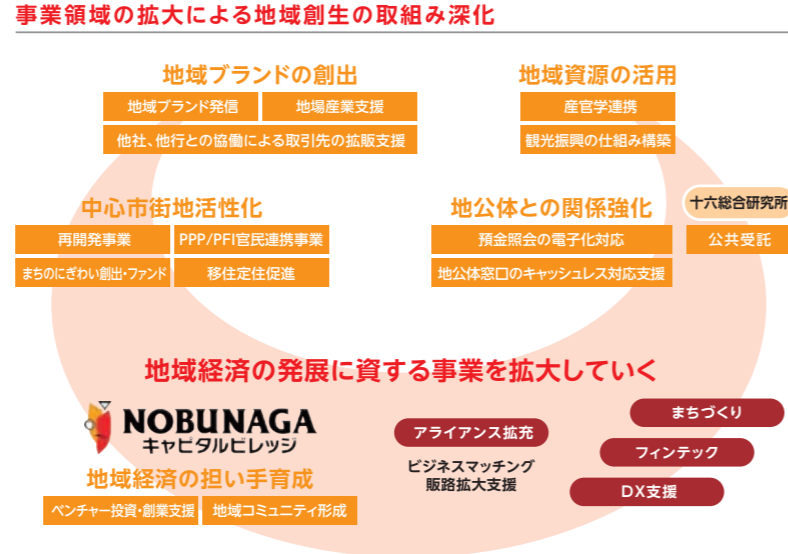 事業領域の拡大による地域創生の取組み深化
地域ブランドの創出
地域ブランド発信
地場産業支援
他社、他行との協働による取引先の拡販支援
地域資源の活用
産官学連携
観光振興の仕組み構築
中心市街地活性化
再開発事業
PPP/PFI官民連携事業
まちのにぎわい創出・ファンド
移住定住促進
地公体との関係強化
預金照会の電子化対応
地公体窓口のキャッシュレス対応支援
十六総合研究所
公共受託
地域経済の発展に資する事業を拡大していく
NOBUNAGA
キャピタルビレッジ
地域経済の担い手育成
ベンチャー投資・創業支援
地域コミュニティ形成
アライアンス拡充
ビジネスマッチング
販路拡大支援
まちづくり
フィンテック
DX支援